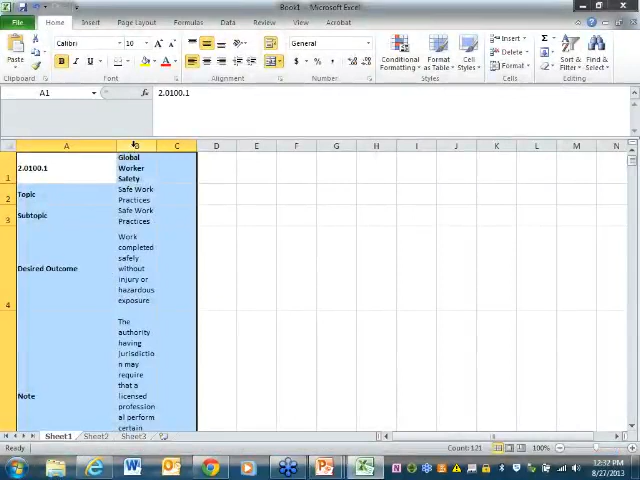 Book1 - Microsoft Excel
File Home Insert Page Layout Formulas Data Review View Acrobat
Paste
Calibri 10
B I U
General
$ % ,
Conditional Formatting
Format as Table
Cell Styles
Insert
Delete
Format
Sort & Filter
Find & Select
Clipboard Font Alignment Number Styles Cells Editing
A1 fx 2.0100.1
A B C D E F G H I J K L M N
1 2.0100.1 Global
Worker
Safety
2 Topic Safe Work
Practices
3 Subtopic Safe Work
Practices
4 Desired Outcome Work
completed
safely
without
injury or
hazardous
exposure
Note The
authority
having
jurisdictio
n may
require
that a
licensed
profession
al perform
certain
Sheet1 Sheet2 Sheet3
Ready Count: 121 100%
12:32 PM
8/27/2013